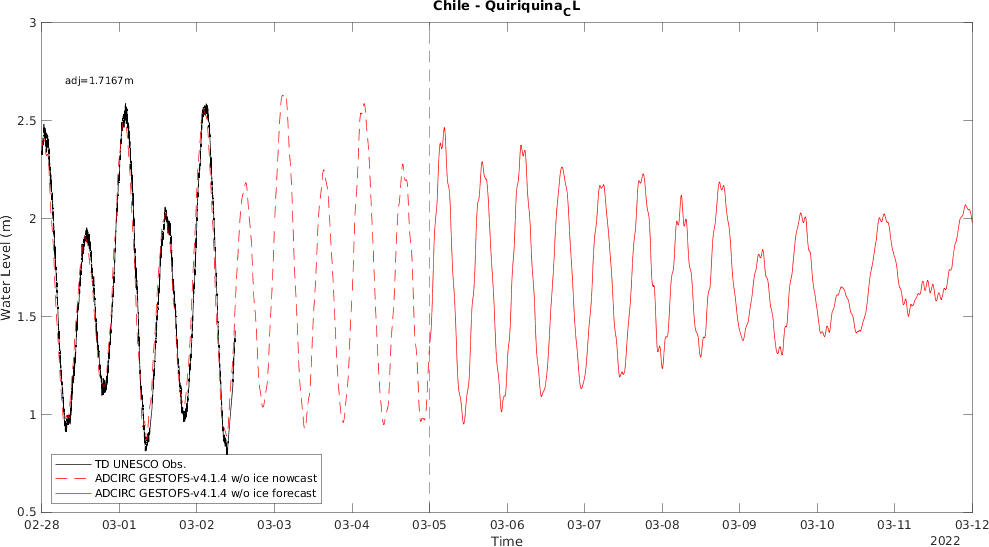 Chile - Quiriquina_CL
adj=1.7167m
3
2.5
2
1.5
1
0.5
Water Level (m)
TD UNESCO Obs.
ADCIRC GESTOFS-v4.1.4 w/o ice nowcast
ADCIRC GESTOFS-v4.1.4 w/o ice forecast
02-28 03-01 03-02 03-03 03-04 03-05 03-06 03-07 03-08 03-09 03-10 03-11 03-12
Time
2022